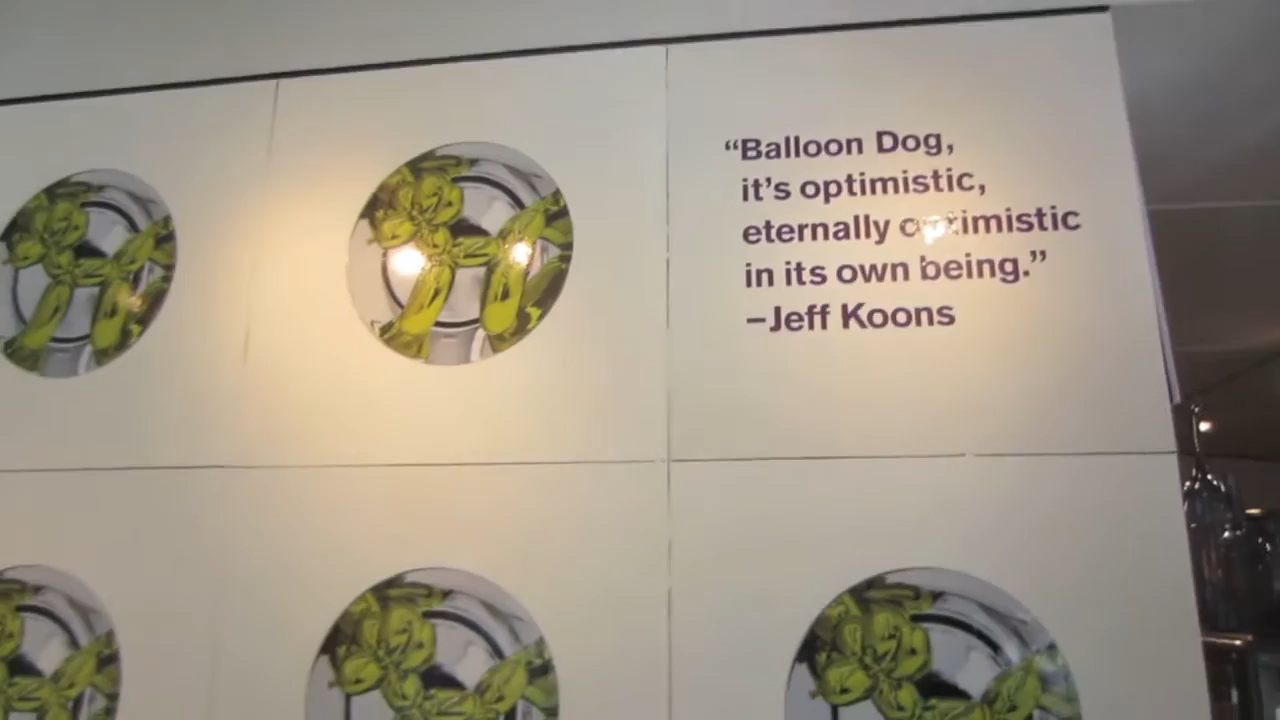 “Balloon Dog,
it’s optimistic,
eternally optimistic
in its own being.”
–Jeff Koons